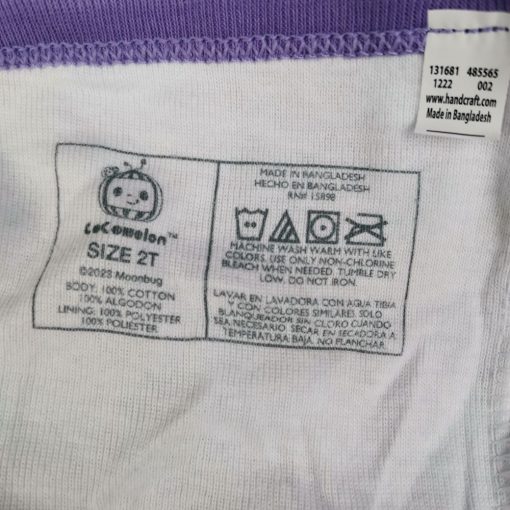 131681 485565
1222 002
www.handcraft.com
Made in Bangladesh
CoComelon™
SIZE 2T
©2023 Moonbug
BODY: 100% COTTON
100% ALGODON
LINING: 100% POLYESTER
100% POLIESTER
MADE IN BANGLADESH
HECHO EN BANGLADESH
RN# 15898
MACHINE WASH WARM WITH LIKE
COLORS. USE ONLY NON-CHLORINE
BLEACH WHEN NEEDED. TUMBLE DRY
LOW. DO NOT IRON.
LAVAR EN LAVADORA CON AGUA TIBIA
Y CON COLORES SIMILARES. SOLO
BLANQUEADOR SIN CLORO CUANDO
SEA NECESARIO. SECAR EN SECADORA A
TEMPERATURA BAJA. NO PLANCHAR.